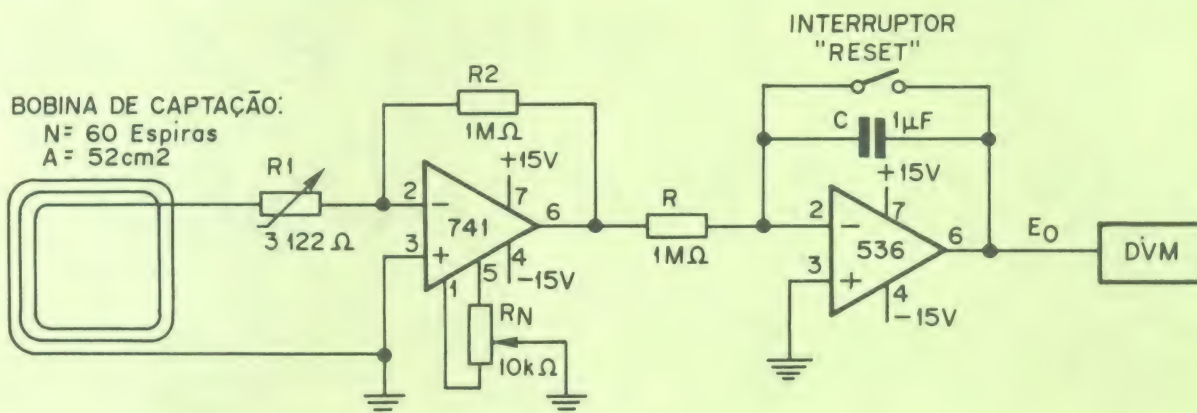 BOBINA DE CAPTAÇÃO:
N= 60 Espiras
A = 52cm2
R1
3 122 Ω
R2
1MΩ
+15V
2
7
741
6
3
4
-15V
5
1
RN
10kΩ
R
1MΩ
INTERRUPTOR
"RESET"
C
1μF
+15V
2
7
536
6
3
4
-15V
EO
DVM